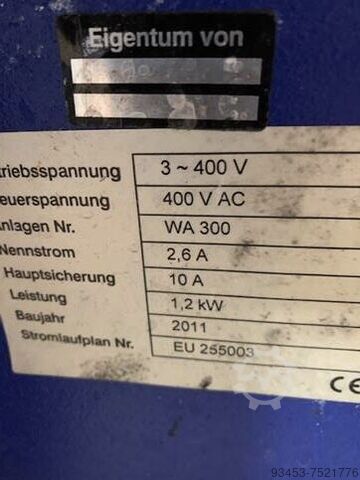 Eigentum von
triebsspannung 3 ~ 400 V
euerspannung 400 V AC
nlagen Nr. WA 300
Nennstrom 2,6 A
Hauptsicherung 10 A
Leistung 1,2 kW
Baujahr 2011
Stromlaufplan Nr. EU 255003
CE
93453-7521776